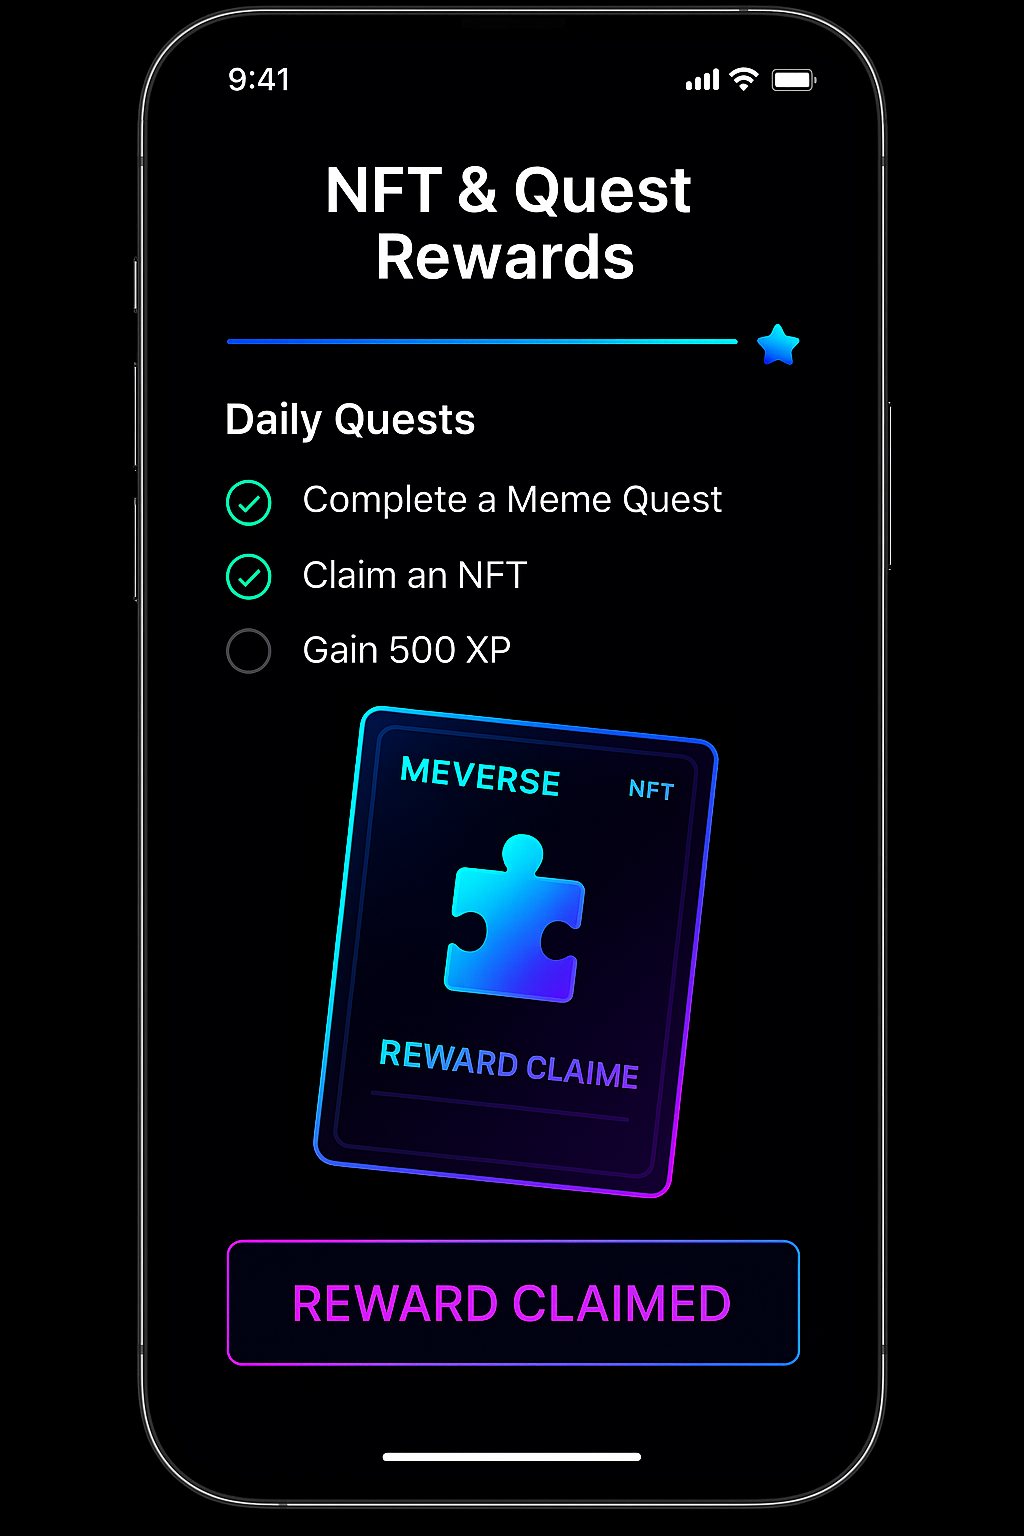 9:41
NFT & Quest
Rewards
Daily Quests
Complete a Meme Quest
Claim an NFT
Gain 500 XP
MEVERSE NFT
REWARD CLAIME
REWARD CLAIMED